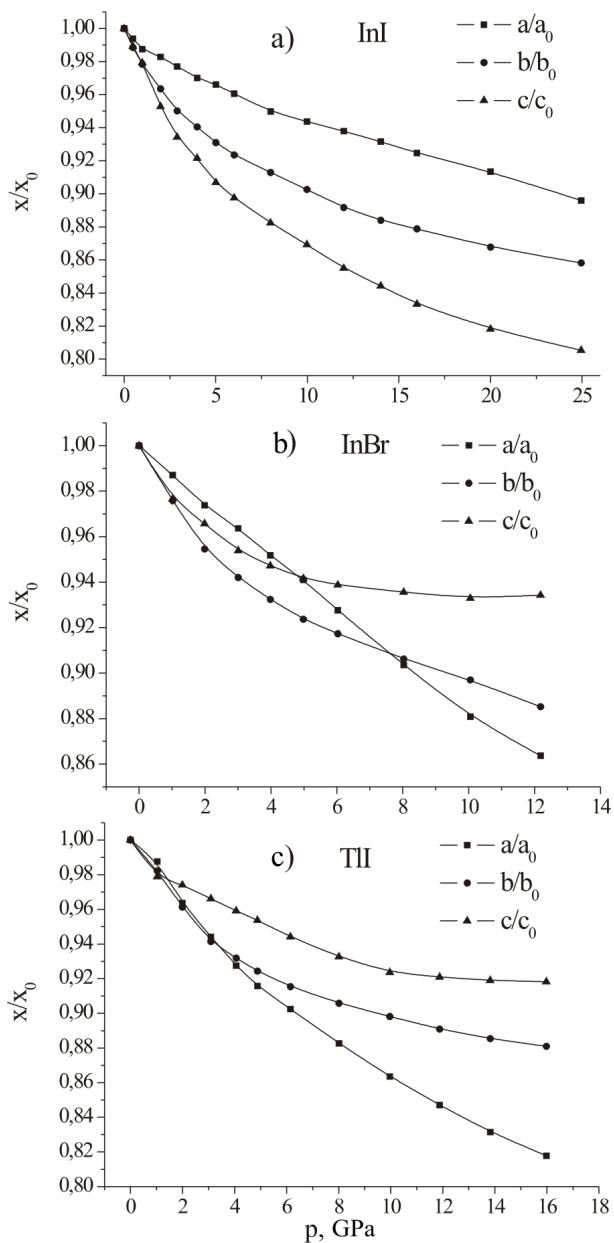 a) InI
a/a0
b/b0
c/c0
x/x0
1,00
0,98
0,96
0,94
0,92
0,90
0,88
0,86
0,84
0,82
0,80
0 5 10 15 20 25
b) InBr
a/a0
b/b0
c/c0
x/x0
1,00
0,98
0,96
0,94
0,92
0,90
0,88
0,86
0 2 4 6 8 10 12 14
c) TlI
a/a0
b/b0
c/c0
x/x0
1,00
0,98
0,96
0,94
0,92
0,90
0,88
0,86
0,84
0,82
0,80
0 2 4 6 8 10 12 14 16 18
p, GPa